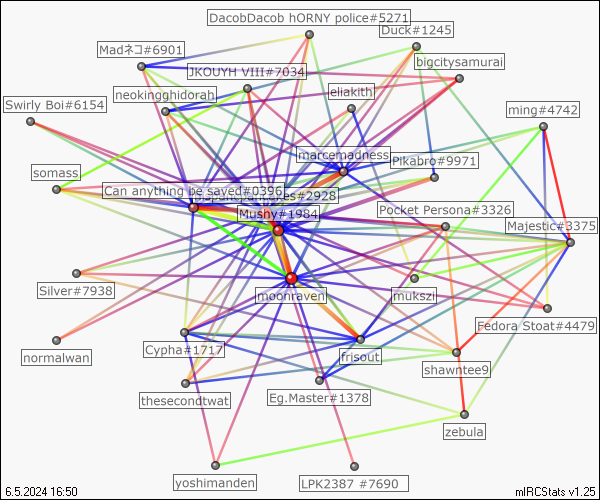 DacobDacob hORNY police#5271
Duck#1245
Madネコ#6901
bigcitysamurai
JKOUYH VIII#7034
eliakith
neokingghidorah
Swirly Boi#6154
ming#4742
marcemadness
Pikabro#9971
somass
Can anything be sayed#0396
#2928
Mushy#1984
Pocket Persona#3326
Majestic#3375
Silver#7938
moonraven
mukszi
Fedora Stoat#4479
normalwan
Cypha#1717
frisout
shawntee9
thesecondtwat
Eg.Master#1378
zebula
yoshimanden
LPK2387 #7690
6.5.2024 16:50
mIRCStats v1.25